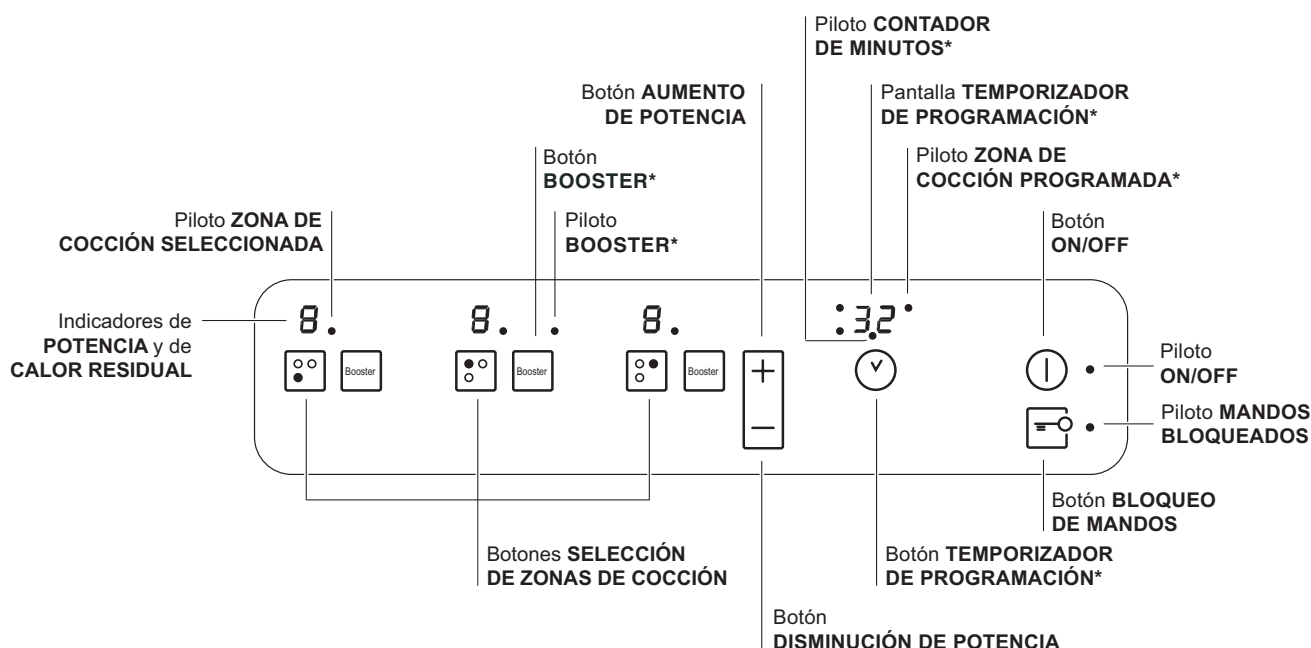 Piloto CONTADOR
DE MINUTOS*
Botón AUMENTO
DE POTENCIA
Pantalla TEMPORIZADOR
DE PROGRAMACIÓN*
Botón
BOOSTER*
Piloto ZONA DE
COCCIÓN PROGRAMADA*
Piloto ZONA DE
COCCIÓN SELECCIONADA
Piloto
BOOSTER*
Botón
ON/OFF
Indicadores de
POTENCIA y de
CALOR RESIDUAL
8.
8.
8.
32
Booster
Booster
Booster
+
−
Piloto
ON/OFF
Piloto MANDOS
BLOQUEADOS
Botones SELECCIÓN
DE ZONAS DE COCCIÓN
Botón TEMPORIZADOR
DE PROGRAMACIÓN*
Botón BLOQUEO
DE MANDOS
Botón
DISMINUCIÓN DE POTENCIA